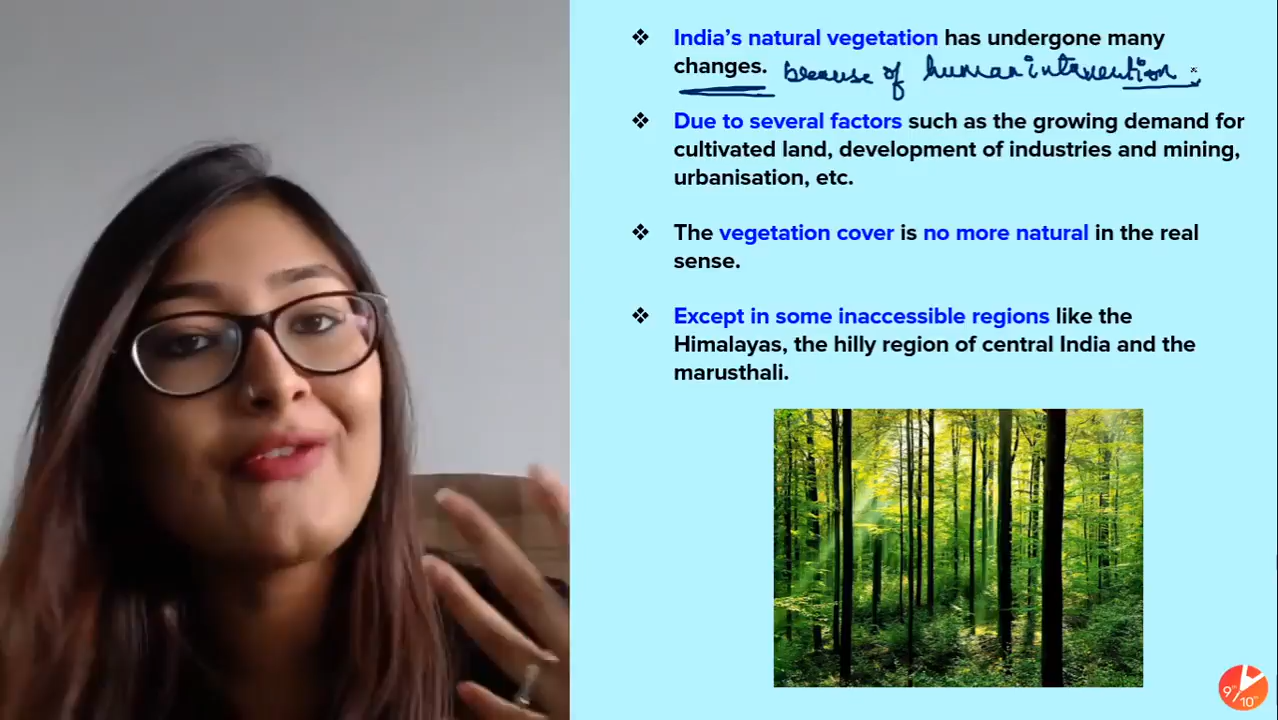 ❖ India's natural vegetation has undergone many
changes. because of human intervention
❖ Due to several factors such as the growing demand for
cultivated land, development of industries and mining,
urbanisation, etc.
❖ The vegetation cover is no more natural in the real
sense.
❖ Except in some inaccessible regions like the
Himalayas, the hilly region of central India and the
marusthali.
9th/10th